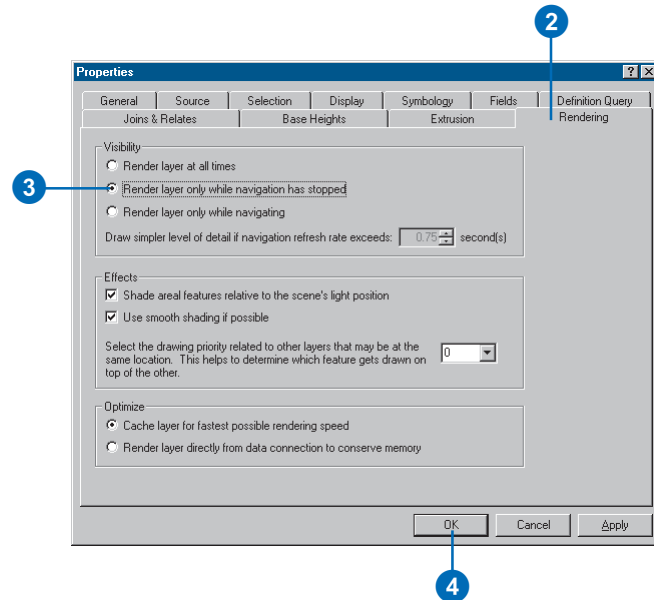 2
Properties
General Source Selection Display Symbology Fields Definition Query
Joins & Relates Base Heights Extrusion Rendering
Visibility
Render layer at all times
3
Render layer only while navigation has stopped
Render layer only while navigating
Draw simpler level of detail if navigation refresh rate exceeds: 0.75 second(s)
Effects
Shade areal features relative to the scene's light position
Use smooth shading if possible
Select the drawing priority related to other layers that may be at the
same location. This helps to determine which feature gets drawn on
top of the other.
0
Optimize
Cache layer for fastest possible rendering speed
Render layer directly from data connection to conserve memory
OK Cancel Apply
4